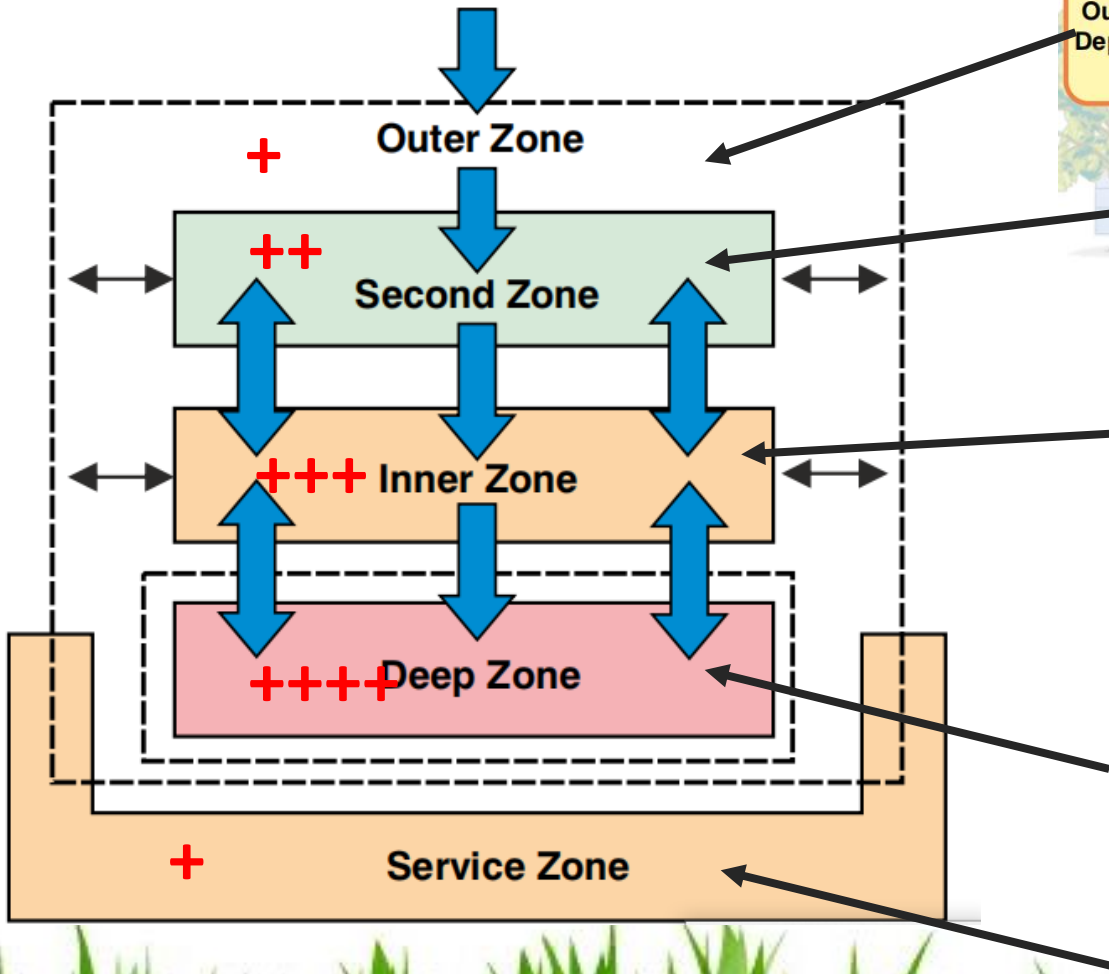 Outer Zone
+
++
Second Zone
+++ Inner Zone
++++Deep Zone
+ Service Zone